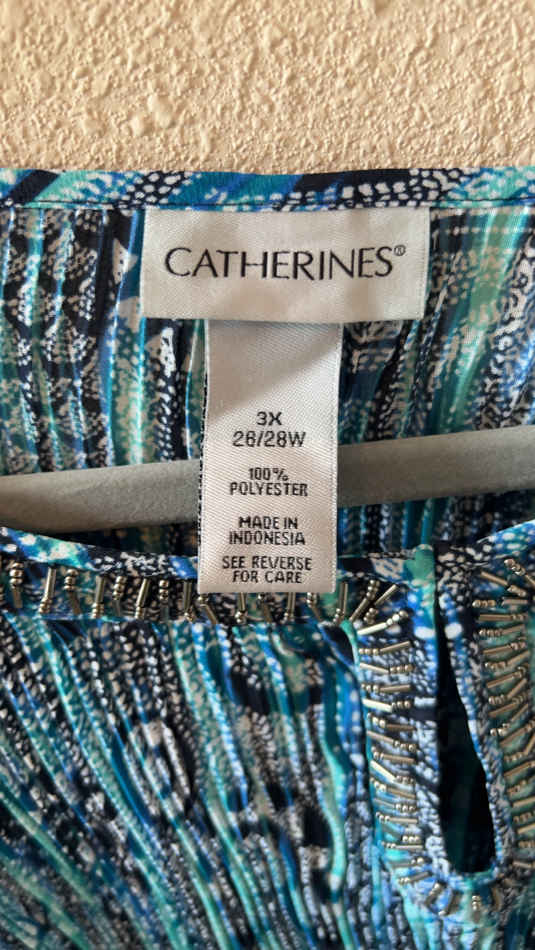 CATHERINES®
3X
26/28W
100%
POLYESTER
MADE IN
INDONESIA
SEE REVERSE
FOR CARE